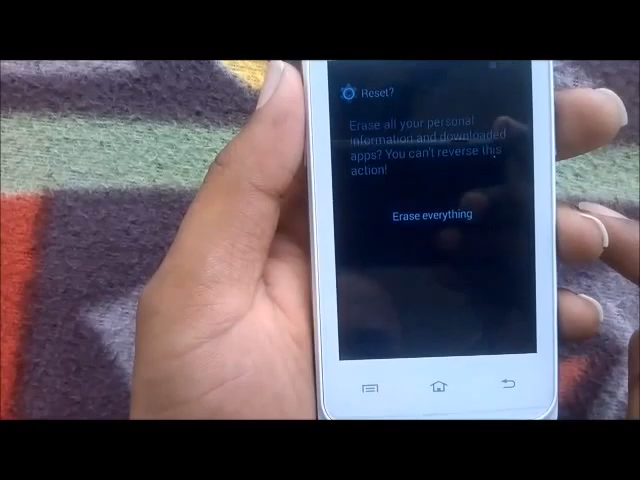 Reset?
Erase all your personal
information and downloaded
apps? You can't reverse this
action!
Erase everything